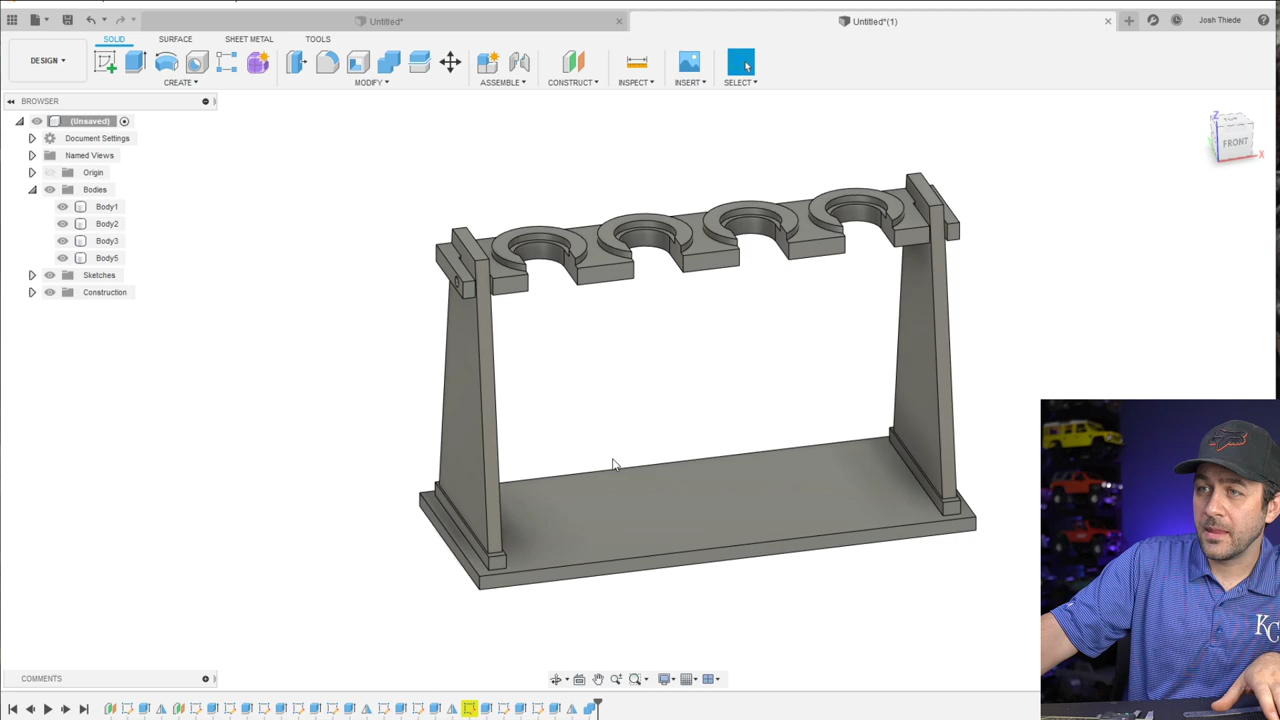 Untitled*
Untitled*(1)
Josh Thiede
DESIGN
SOLID
SURFACE
SHEET METAL
TOOLS
CREATE
MODIFY
ASSEMBLE
CONSTRUCT
INSPECT
INSERT
SELECT
BROWSER
(Unsaved)
Document Settings
Named Views
Origin
Bodies
Body1
Body2
Body3
Body5
Sketches
Construction
Z
FRONT
X
COMMENTS
KC